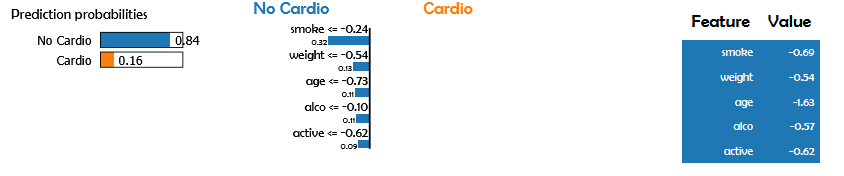 Prediction probabilities
No Cardio 0.84
Cardio 0.16
No Cardio Cardio
smoke <= -0.24
0.32
weight <= -0.54
0.13
age <= -0.73
0.11
alco <= -0.10
0.11
active <= -0.62
0.09
Feature Value
smoke -0.69
weight -0.54
age -1.63
alco -0.57
active -0.62